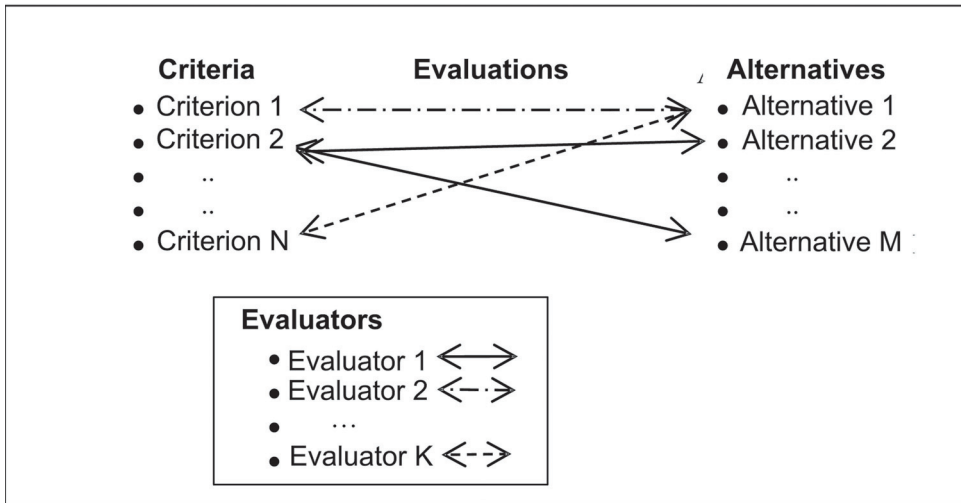 Criteria Evaluations Alternatives
• Criterion 1 • Alternative 1
• Criterion 2 • Alternative 2
• .. • ..
• .. • ..
• Criterion N • Alternative M
Evaluators
• Evaluator 1
• Evaluator 2
• ...
• Evaluator K